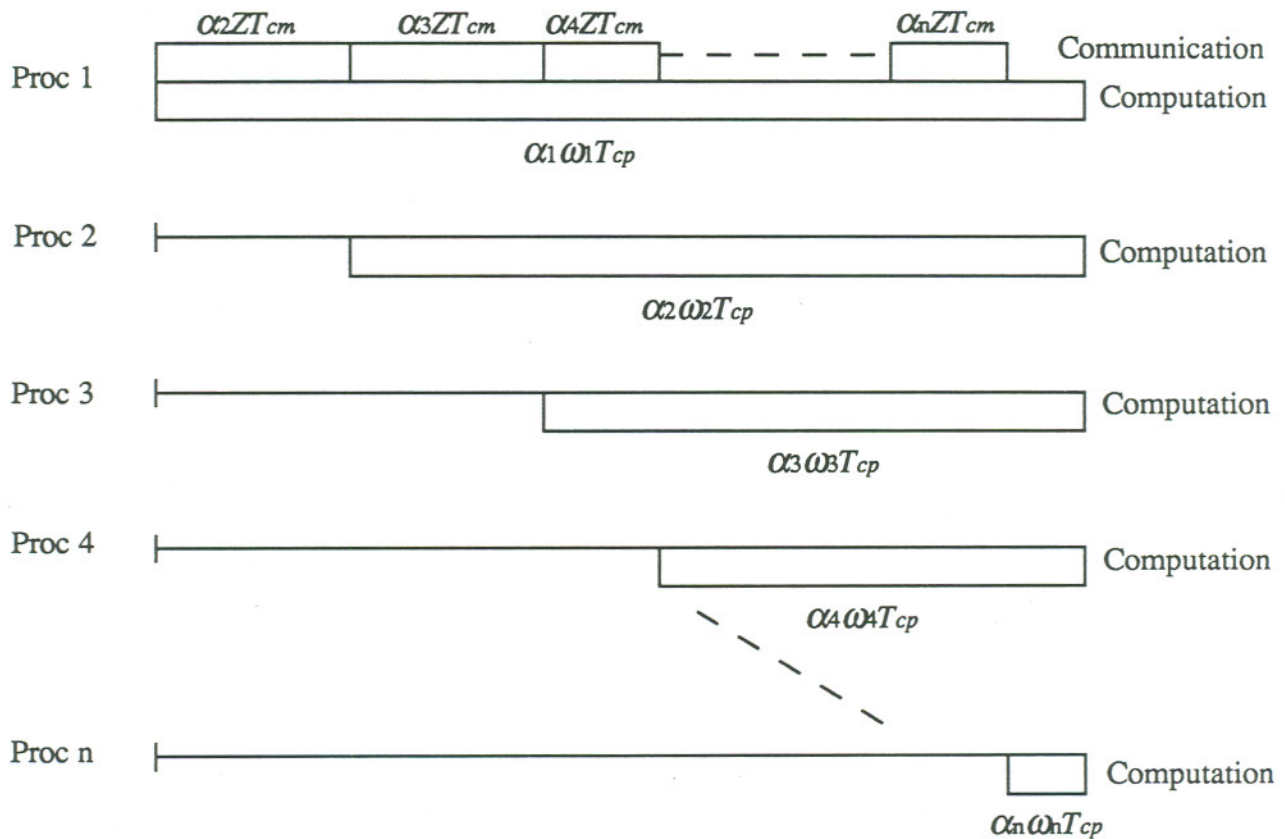 α2ZTcm α3ZTcm α4ZTcm αnZTcm
Communication
Proc 1
Computation
α1ω1Tcp
Proc 2
Computation
α2ω2Tcp
Proc 3
Computation
α3ω3Tcp
Proc 4
Computation
α4ω4Tcp
Proc n
Computation
αnωnTcp